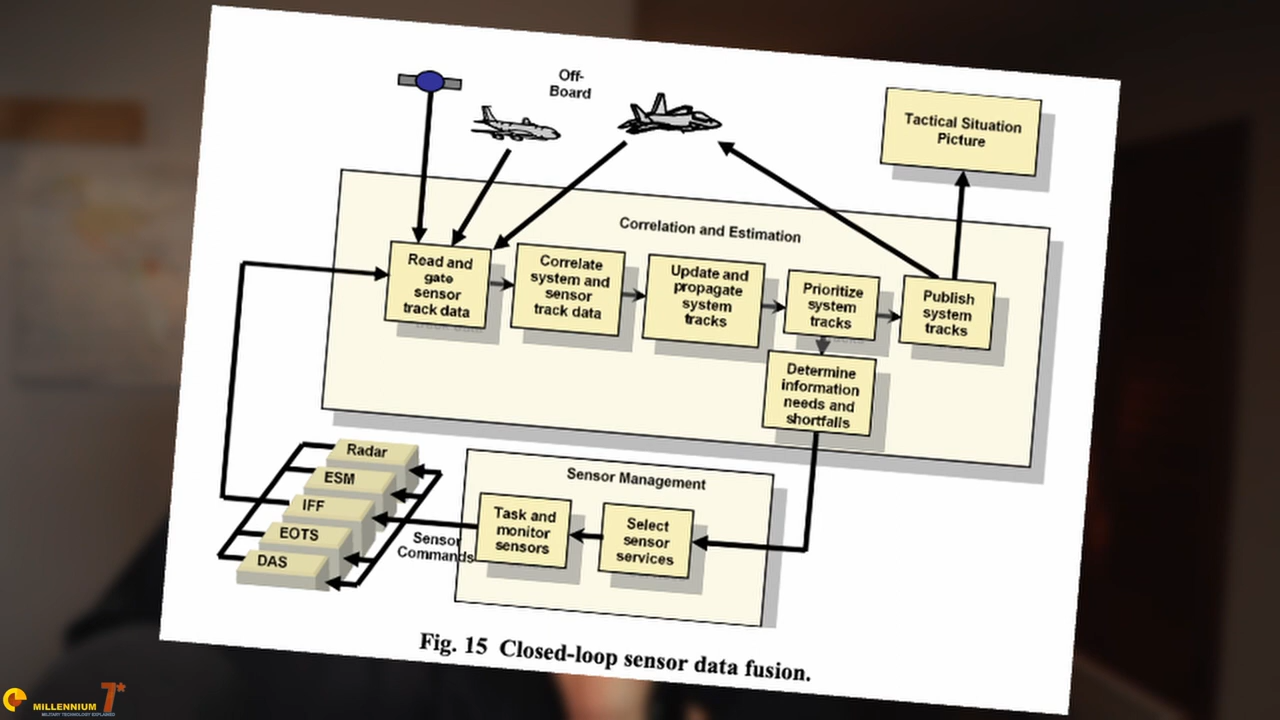 Off-
Board
Tactical Situation
Picture
Correlation and Estimation
Read and
gate
sensor
track data
Correlate
system and
sensor
track data
Update and
propagate
system
tracks
Prioritize
system
tracks
Publish
system
tracks
Determine
information
needs and
shortfalls
Radar
ESM
IFF
EOTS
DAS
Sensor
Commands
Sensor Management
Task and
monitor
sensors
Select
sensor
services
Fig. 15 Closed-loop sensor data fusion.
MILLENNIUM 7*
MILITARY TECHNOLOGY EXPLAINED